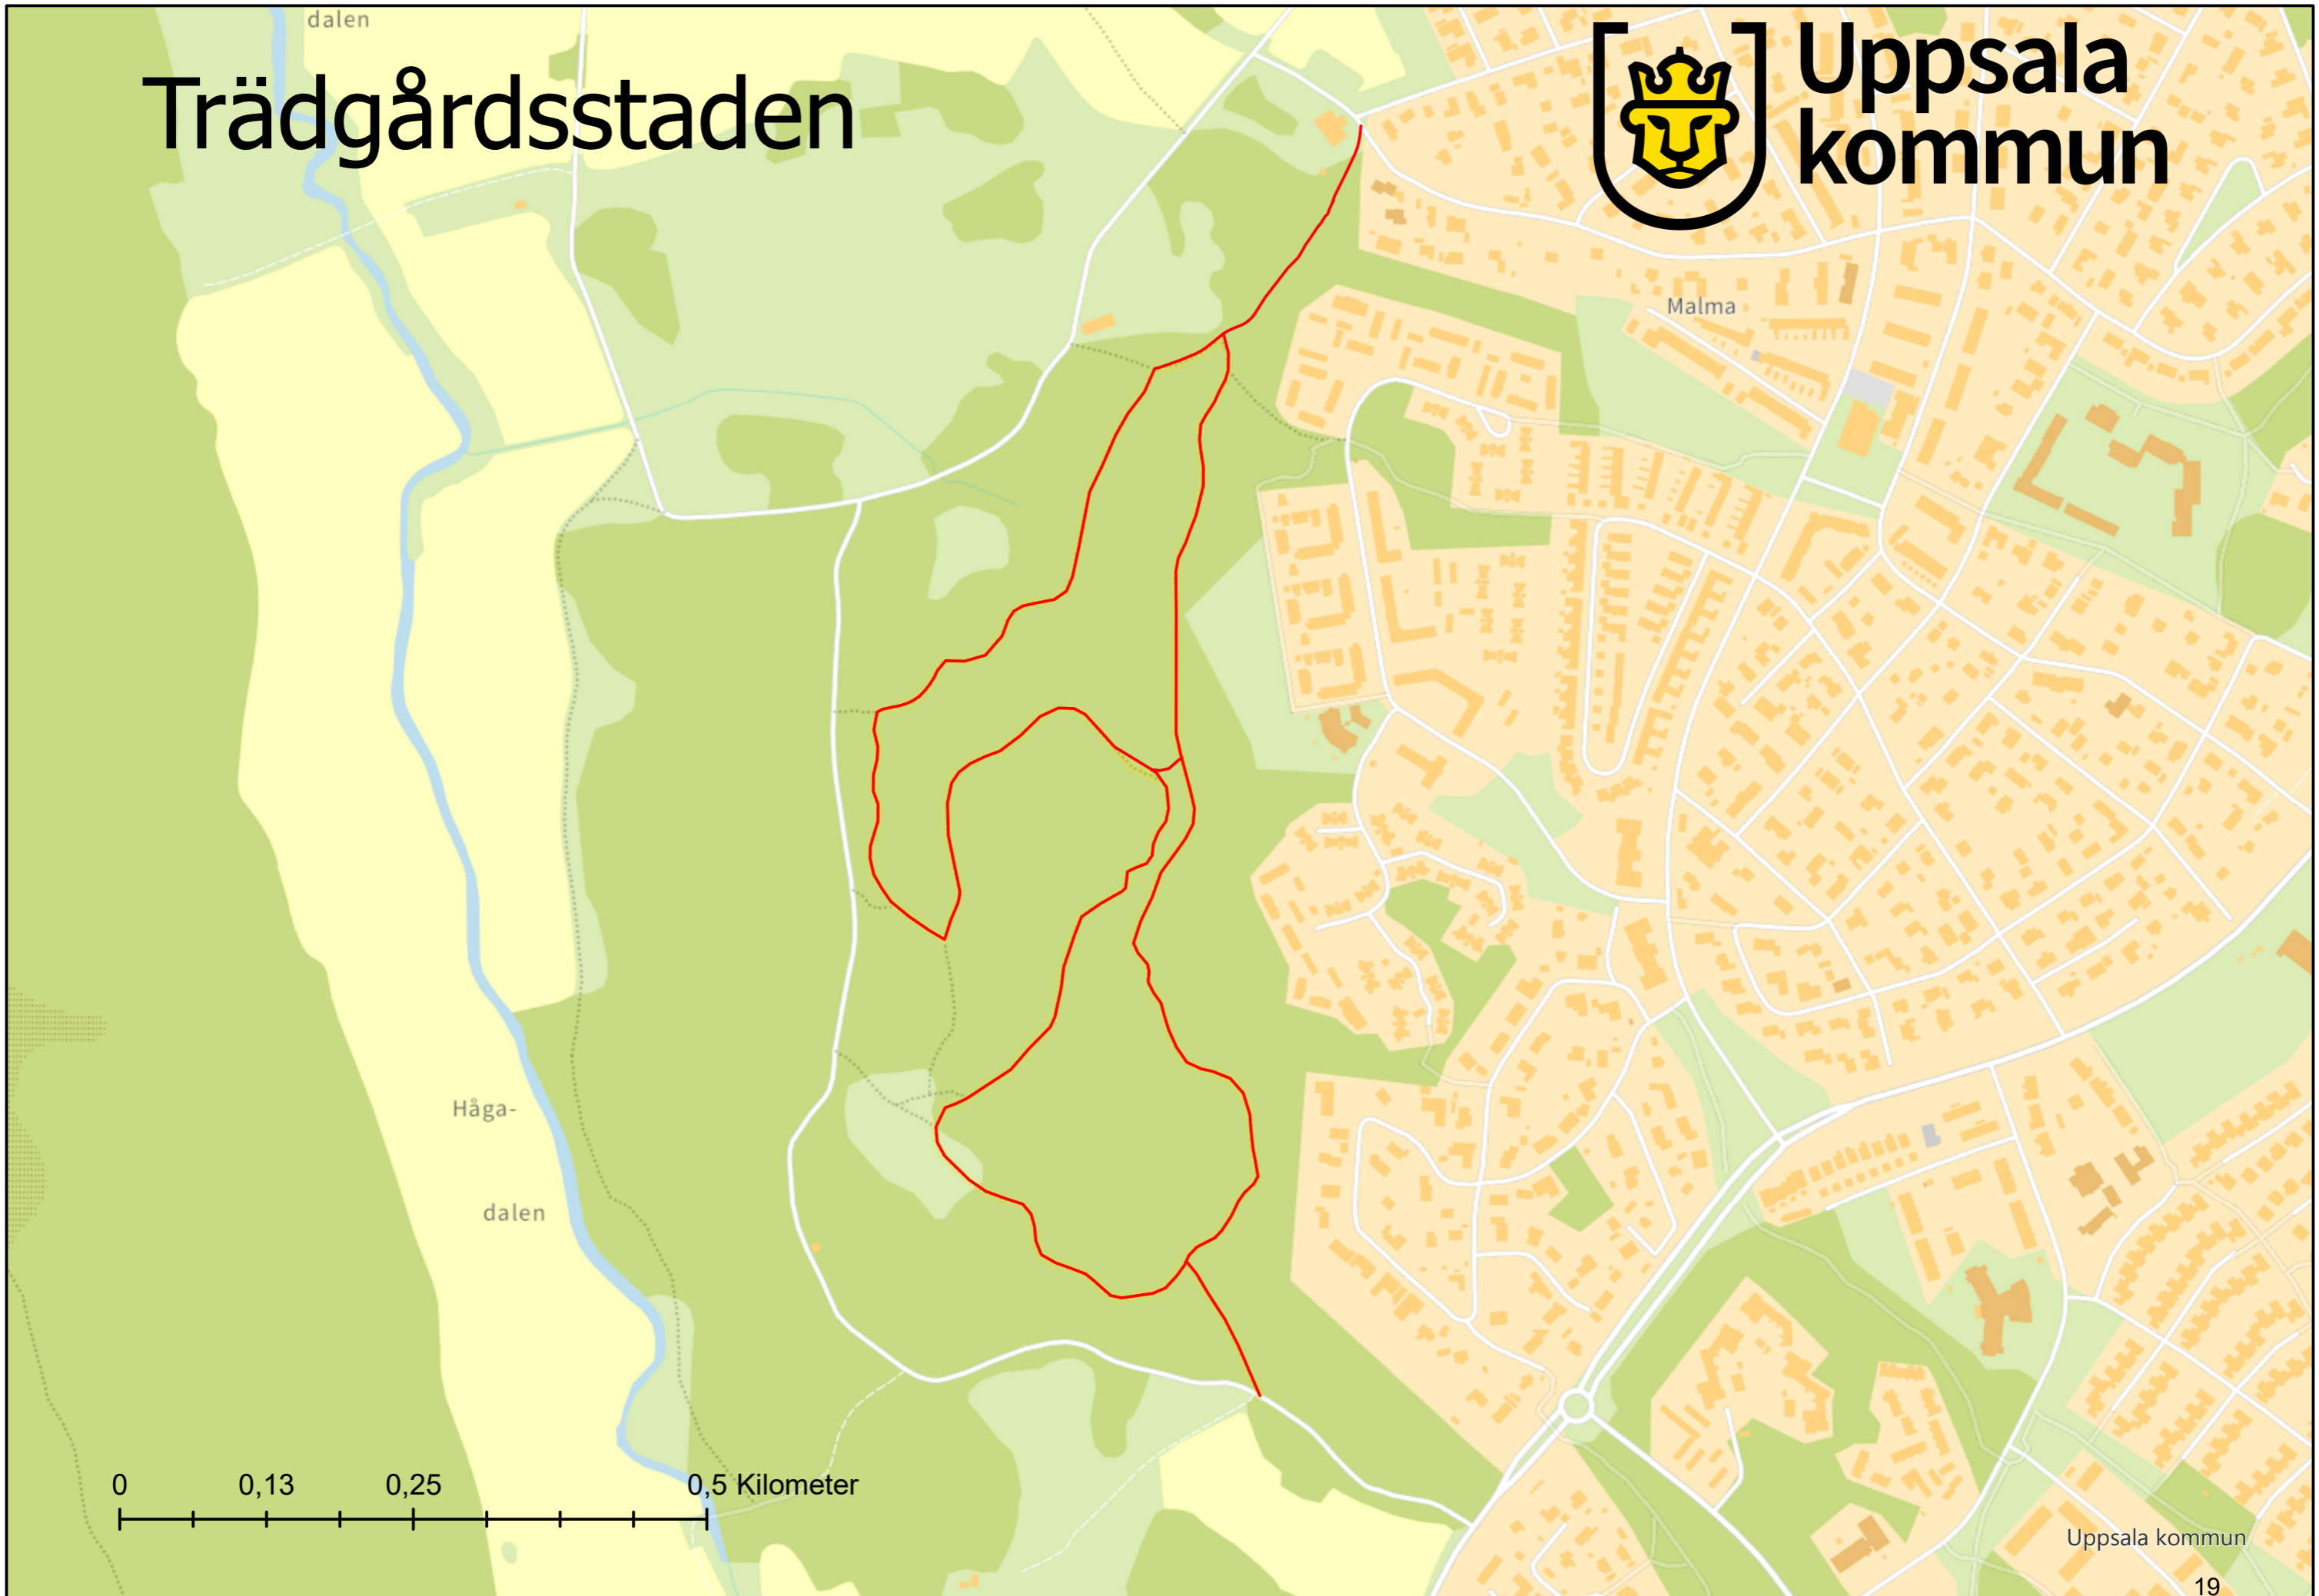 dalen
Trädgårdsstaden
Uppsala
kommun
Malma
Håga-
dalen
0 0,13 0,25 0,5 Kilometer
Uppsala kommun
19